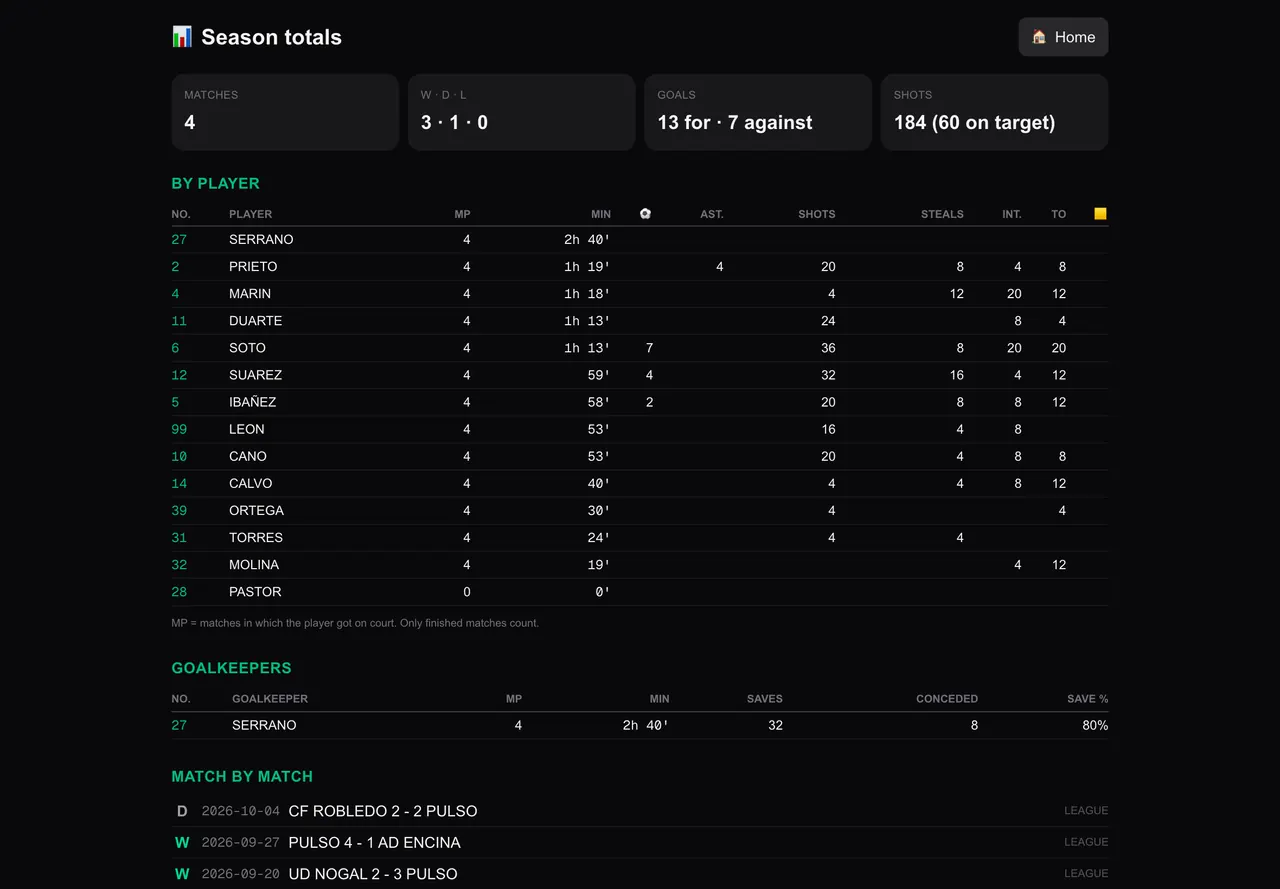 📊 Season totals
🏠 Home
MATCHES
4
W · D · L
3 · 1 · 0
GOALS
13 for · 7 against
SHOTS
184 (60 on target)
BY PLAYER
NO. PLAYER MP MIN ⚽ AST. SHOTS STEALS INT. TO 🟨
27 SERRANO 4 2h 40'
2 PRIETO 4 1h 19' 4 20 8 4 8
4 MARIN 4 1h 18' 4 12 20 12
11 DUARTE 4 1h 13' 24 8 4
6 SOTO 4 1h 13' 7 36 8 20 20
12 SUAREZ 4 59' 4 32 16 4 12
5 IBAÑEZ 4 58' 2 20 8 8 12
99 LEON 4 53' 16 4 8
10 CANO 4 53' 20 4 8 8
14 CALVO 4 40' 4 4 8 12
39 ORTEGA 4 30' 4 4
31 TORRES 4 24' 4 4
32 MOLINA 4 19' 4 12
28 PASTOR 0 0'
MP = matches in which the player got on court. Only finished matches count.
GOALKEEPERS
NO. GOALKEEPER MP MIN SAVES CONCEDED SAVE %
27 SERRANO 4 2h 40' 32 8 80%
MATCH BY MATCH
D 2026-10-04 CF ROBLEDO 2 - 2 PULSO LEAGUE
W 2026-09-27 PULSO 4 - 1 AD ENCINA LEAGUE
W 2026-09-20 UD NOGAL 2 - 3 PULSO LEAGUE